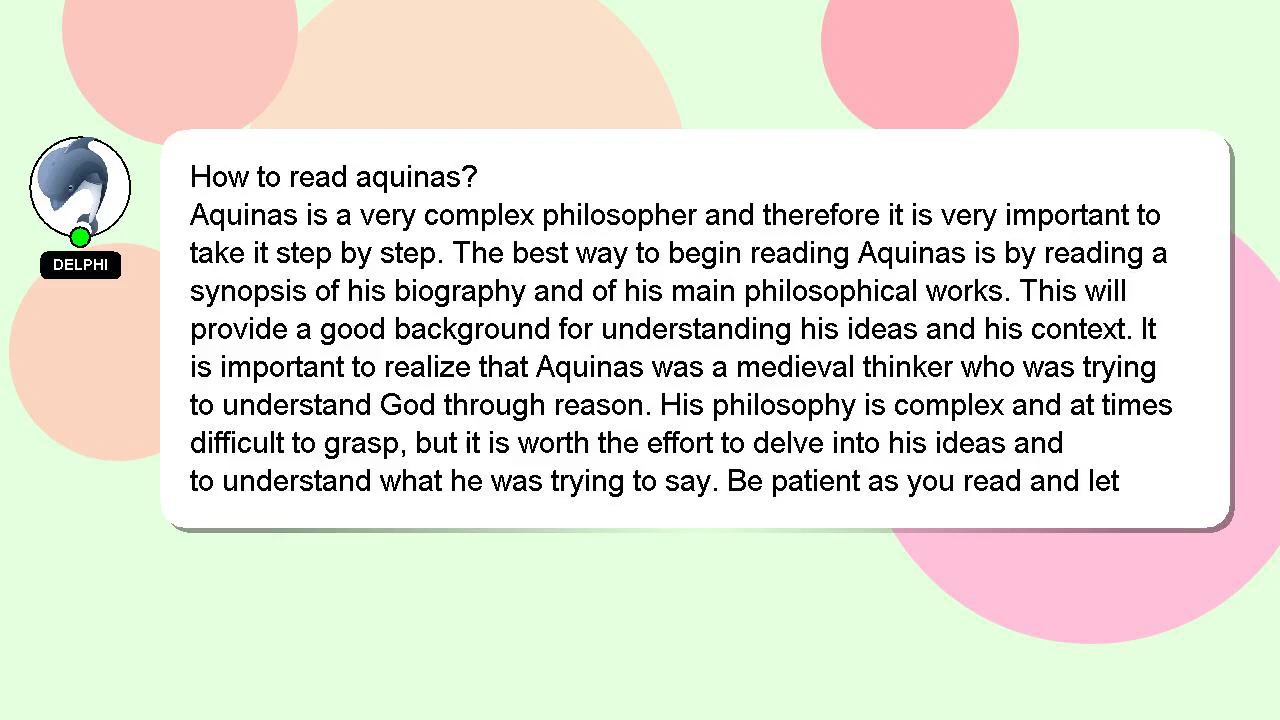 DELPHI
How to read aquinas?
Aquinas is a very complex philosopher and therefore it is very important to
take it step by step. The best way to begin reading Aquinas is by reading a
synopsis of his biography and of his main philosophical works. This will
provide a good background for understanding his ideas and his context. It
is important to realize that Aquinas was a medieval thinker who was trying
to understand God through reason. His philosophy is complex and at times
difficult to grasp, but it is worth the effort to delve into his ideas and
to understand what he was trying to say. Be patient as you read and let